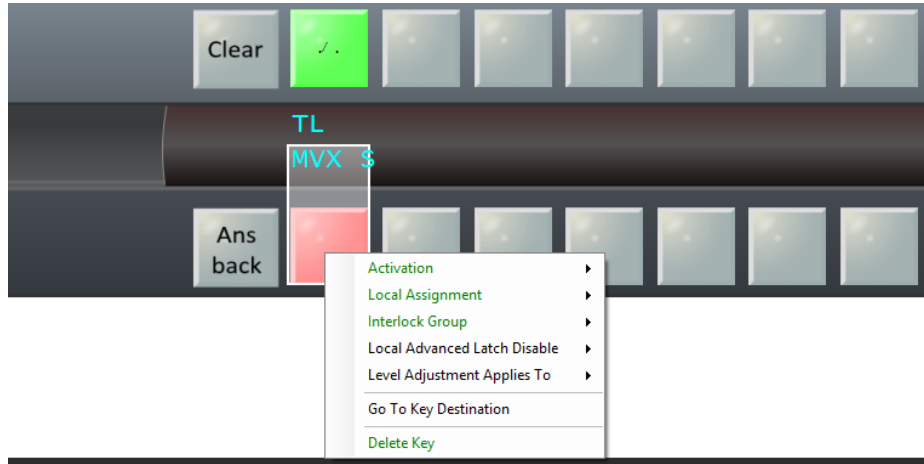 Clear
TL
MVX S
Ans
back
Activation
Local Assignment
Interlock Group
Local Advanced Latch Disable
Level Adjustment Applies To
Go To Key Destination
Delete Key